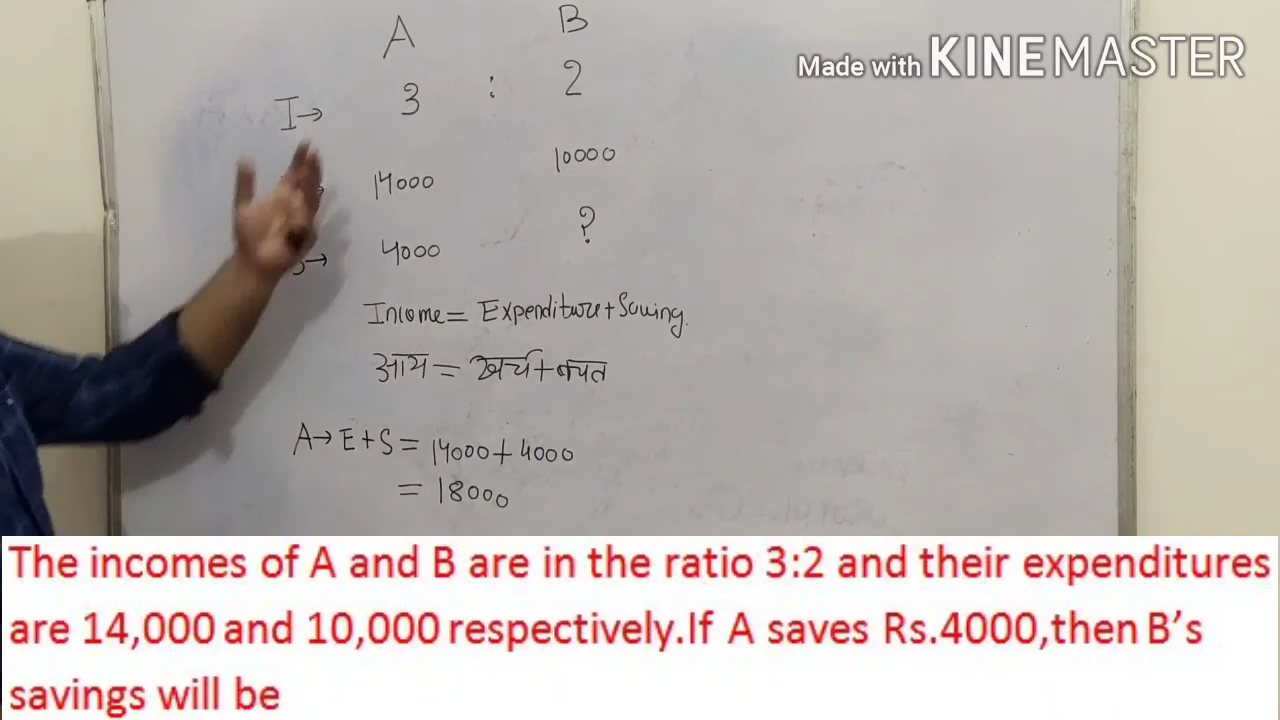 A B
Made with KINEMASTER
I→ 3 : 2
14000 10000
→ 4000 ?
Income = Expenditure + Saving.
आय = खर्च + बचत
A→ E + S = 14000 + 4000
= 18000
The incomes of A and B are in the ratio 3:2 and their expenditures
are 14,000 and 10,000 respectively.If A saves Rs.4000,then B’s
savings will be